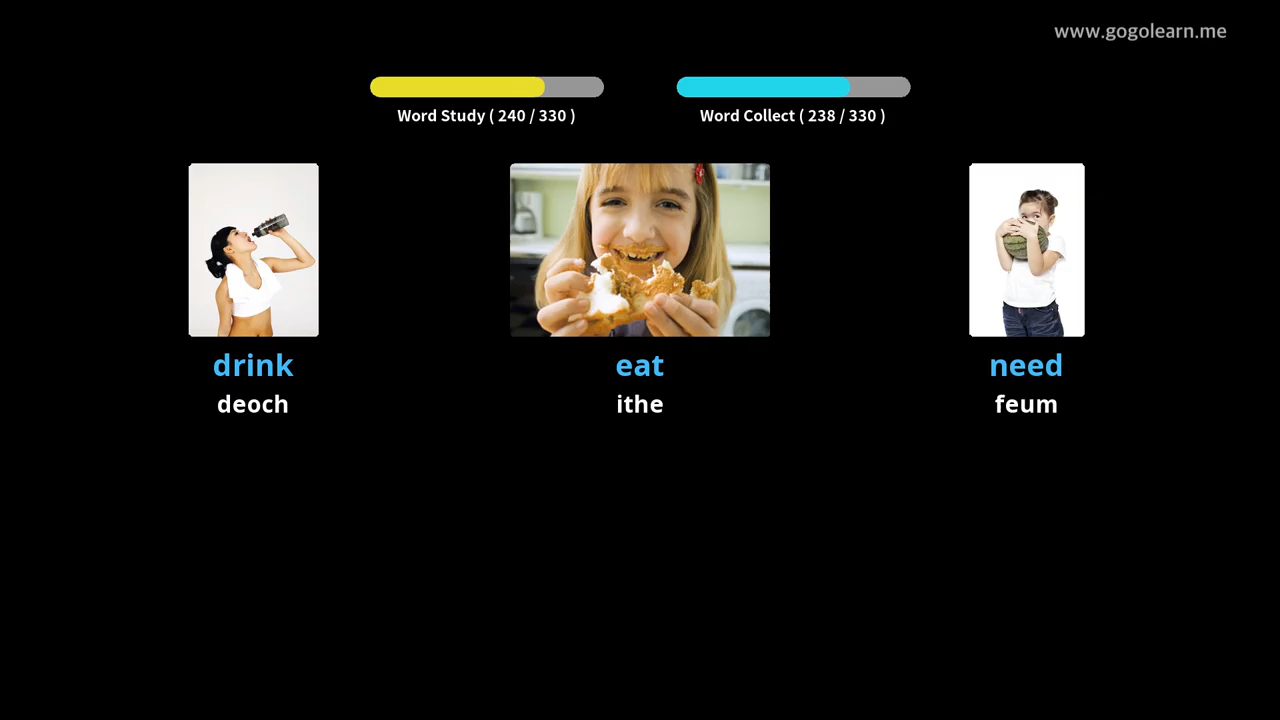 www.gogolearn.me
Word Study ( 240 / 330 )
Word Collect ( 238 / 330 )
drink
deoch
eat
ithe
need
feum